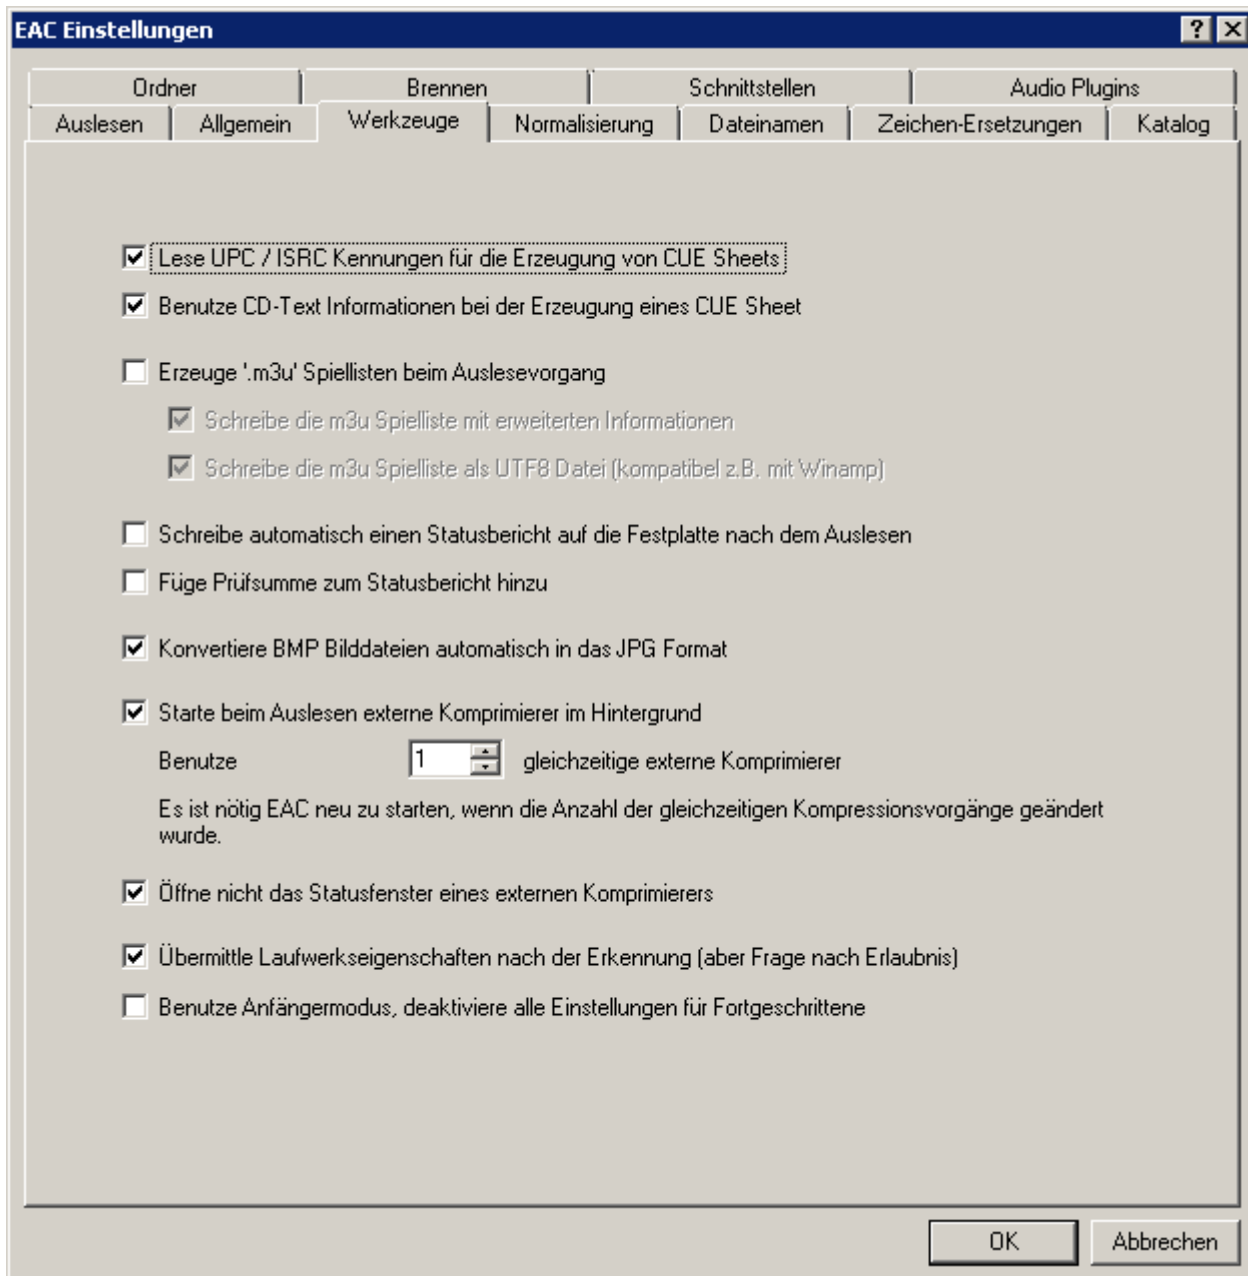 EAC Einstellungen
Ordner Brennen Schnittstellen Audio Plugins
Auslesen Allgemein Werkzeuge Normalisierung Dateinamen Zeichen-Ersetzungen Katalog
Lese UPC / ISRC Kennungen für die Erzeugung von CUE Sheets
Benutze CD-Text Informationen bei der Erzeugung eines CUE Sheet
Erzeuge '.m3u' Spiellisten beim Auslesevorgang
Schreibe die m3u Spielliste mit erweiterten Informationen
Schreibe die m3u Spielliste als UTF8 Datei (kompatibel z.B. mit Winamp)
Schreibe automatisch einen Statusbericht auf die Festplatte nach dem Auslesen
Füge Prüfsumme zum Statusbericht hinzu
Konvertiere BMP Bilddateien automatisch in das JPG Format
Starte beim Auslesen externe Komprimierer im Hintergrund
Benutze 1 gleichzeitige externe Komprimierer
Es ist nötig EAC neu zu starten, wenn die Anzahl der gleichzeitigen Kompressionsvorgänge geändert
wurde.
Öffne nicht das Statusfenster eines externen Komprimierers
Übermittle Laufwerkseigenschaften nach der Erkennung (aber Frage nach Erlaubnis)
Benutze Anfängermodus, deaktiviere alle Einstellungen für Fortgeschrittene
OK Abbrechen